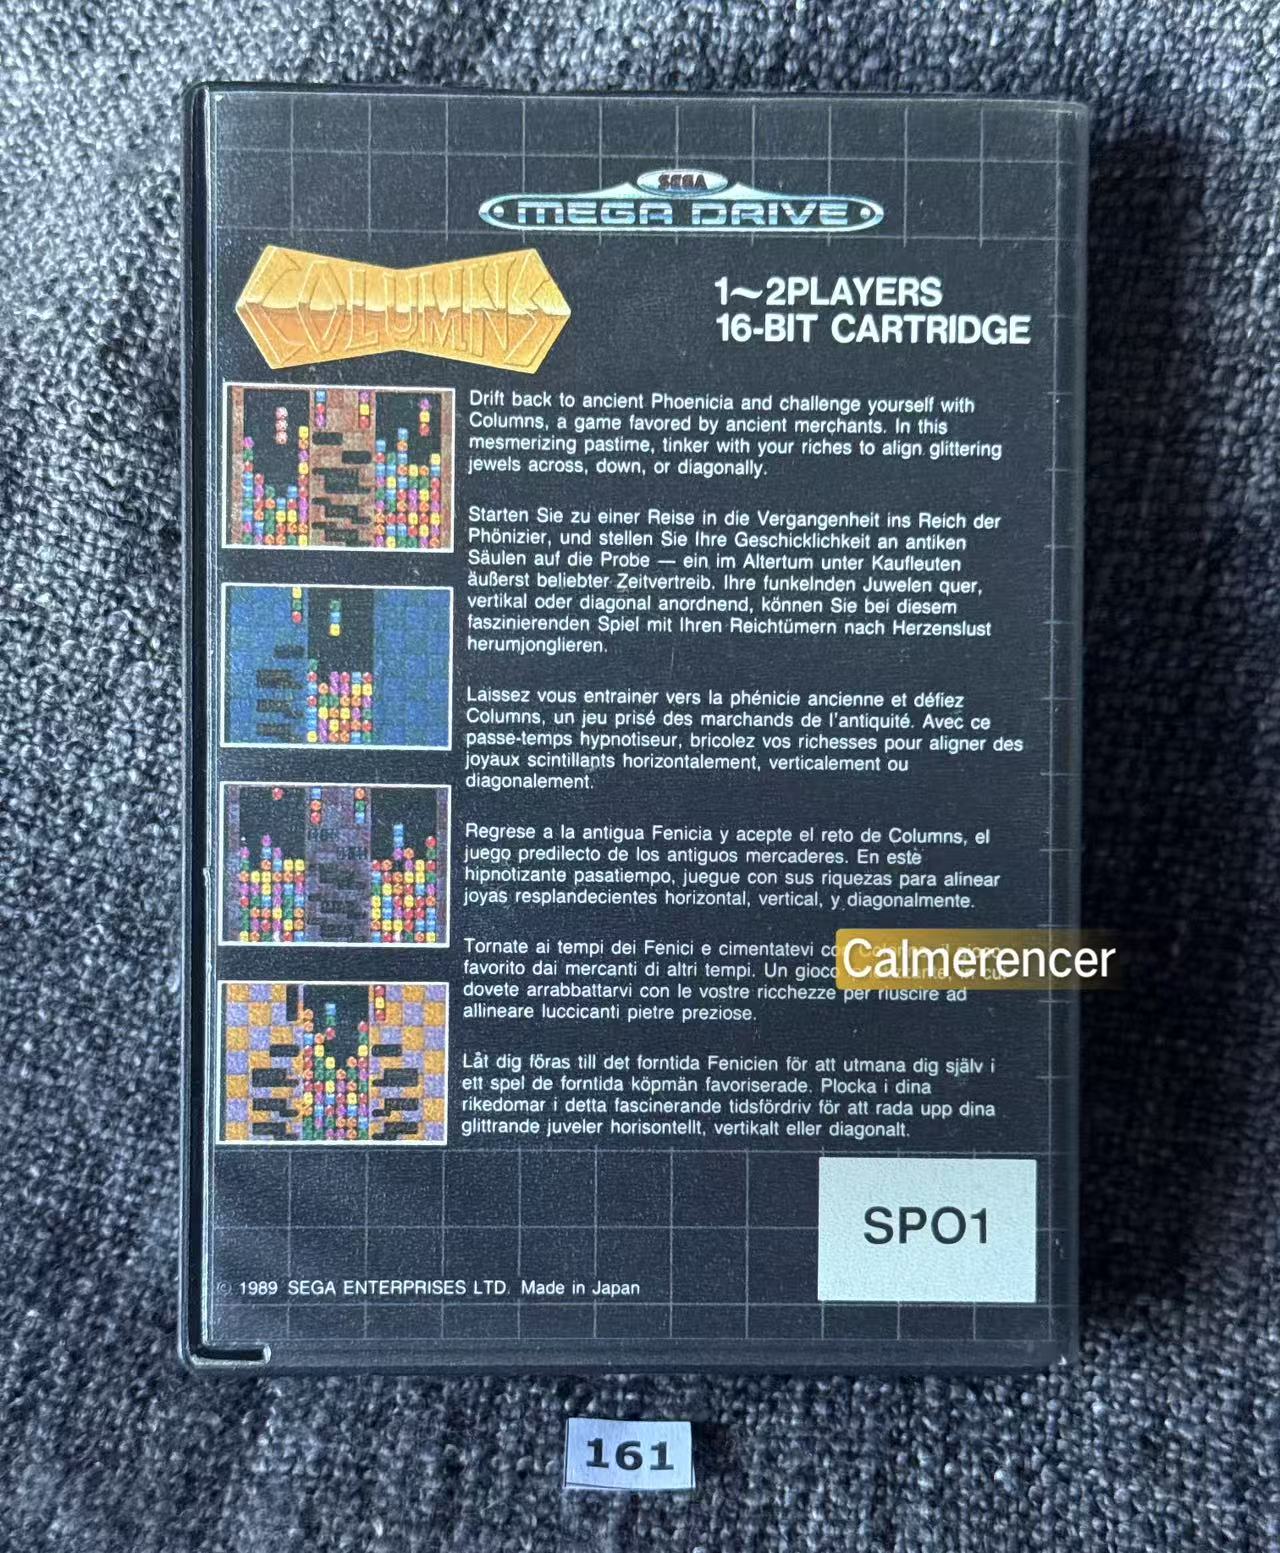 SEGA
MEGA DRIVE
COLUMNS
1~2PLAYERS
16-BIT CARTRIDGE
Drift back to ancient Phoenicia and challenge yourself with
Columns, a game favored by ancient merchants. In this
mesmerizing pastime, tinker with your riches to align glittering
jewels across, down, or diagonally.
Starten Sie zu einer Reise in die Vergangenheit ins Reich der
Phönizier, und stellen Sie Ihre Geschicklichkeit an antiken
Säulen auf die Probe — ein im Altertum unter Kaufleuten
äußerst beliebter Zeitvertreib. Ihre funkelnden Juwelen quer,
vertikal oder diagonal anordnend, können Sie bei diesem
faszinierenden Spiel mit Ihren Reichtümern nach Herzenslust
herumjonglieren.
Laissez vous entrainer vers la phénicie ancienne et défiez
Columns, un jeu prisé des marchands de l'antiquité. Avec ce
passe-temps hypnotiseur, bricolez vos richesses pour aligner des
joyaux scintillants horizontalement, verticalement ou
diagonalement.
Regrese a la antigua Fenicia y acepte el reto de Columns, el
juego predilecto de los antiguos mercaderes. En este
hipnotizante pasatiempo, juegue con sus riquezas para alinear
joyas resplandecientes horizontal, vertical, y diagonalmente.
Tornate ai tempi dei Fenici e cimentatevi con Columns, il gioco
favorito dai mercanti di altri tempi. Un gioco in cui
dovete arrabbattarvi con le vostre ricchezze per riuscire ad
allineare luccicanti pietre preziose.
Calmerencer
Låt dig föras till det forntida Fenicien för att utmana dig själv i
ett spel de forntida köpmän favoriserade. Plocka i dina
rikedomar i detta fascinerande tidsfördriv för att rada upp dina
glittrande juveler horisontellt, vertikalt eller diagonalt.
SPO1
© 1989 SEGA ENTERPRISES LTD. Made in Japan
161